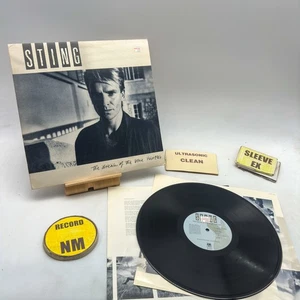 STING
the dream of the blue turtles
ULTRASONIC
CLEAN
SLEEVE
EX
RECORD
NM